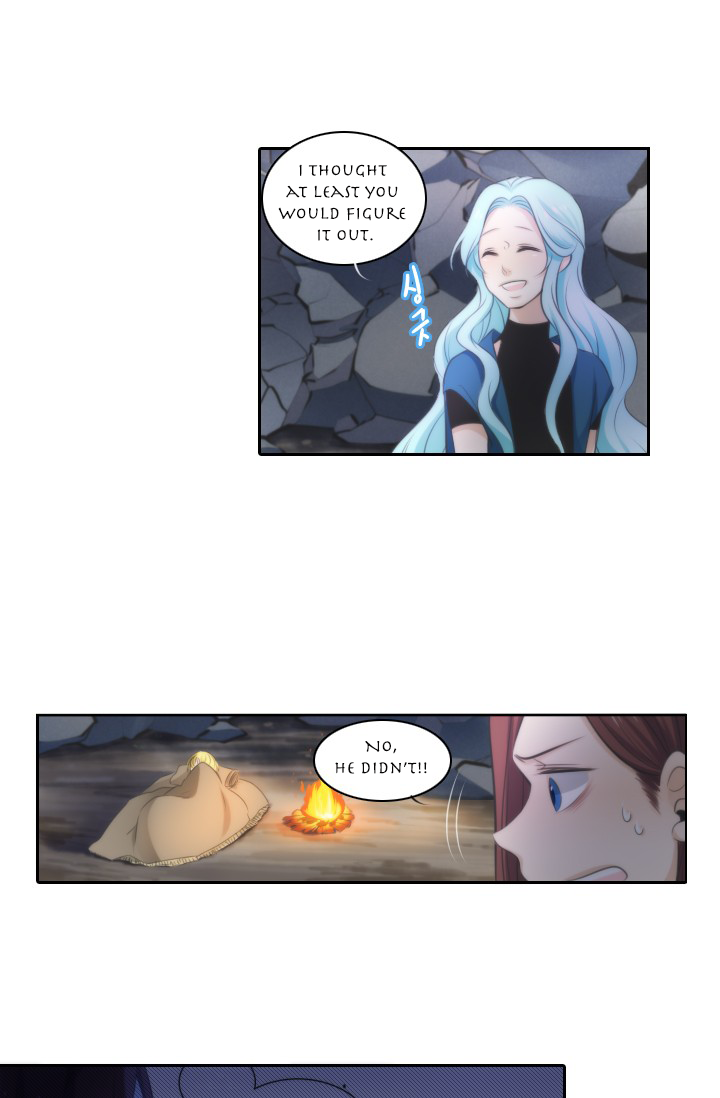 I THOUGHT
AT LEAST YOU
WOULD FIGURE
IT OUT.
싱긋
NO,
HE DIDN'T!!